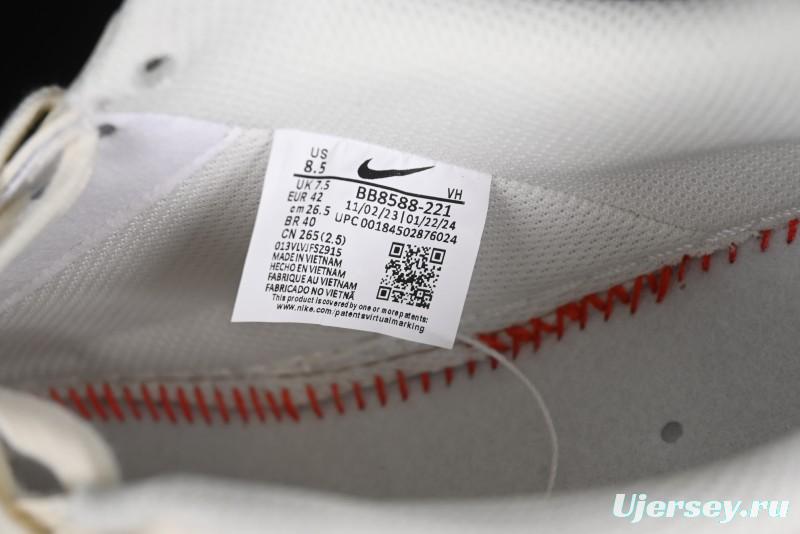 US
8.5
UK 7.5
EUR 42
cm 26.5
BR 40
CN 265(2.5)
013VLVJFSZ915
MADE IN VIETNAM
HECHO EN VIETNAM
FABRIQUE AU VIETNAM
FABRICADO NO VIETNÃ
This product is covered by one or more patents:
www.nike.com/patentsvirtualmarking
VH
BB8588-221
11/02/23|01/22/24
UPC 00184502876024
Ujersey.ru